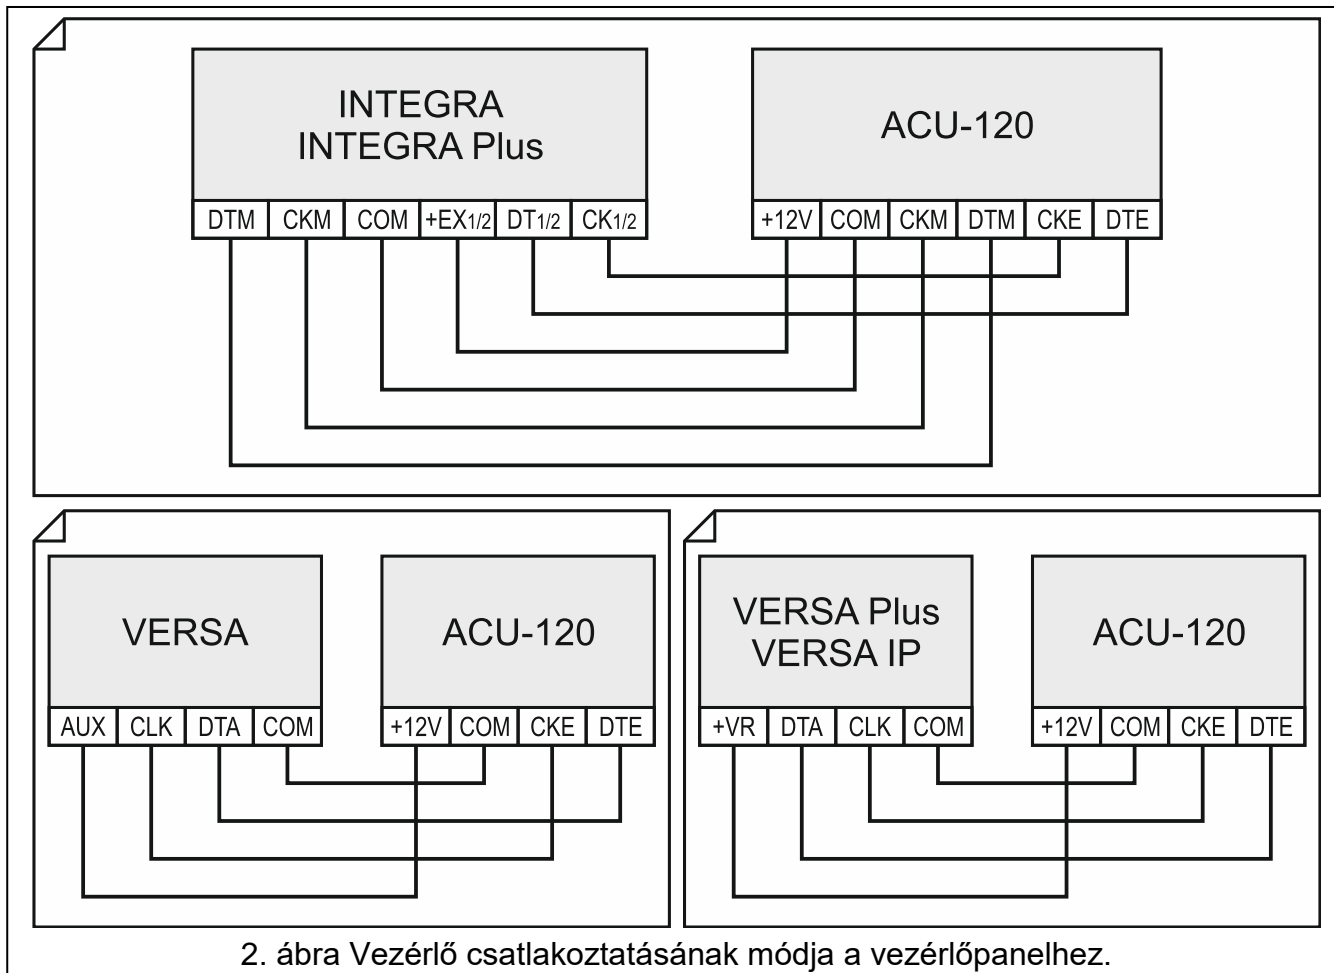 INTEGRA
INTEGRA Plus
ACU-120
DTM CKM COM +EX1/2 DT1/2 CK1/2
+12V COM CKM DTM CKE DTE
VERSA
ACU-120
AUX CLK DTA COM
+12V COM CKE DTE
VERSA Plus
VERSA IP
ACU-120
+VR DTA CLK COM
+12V COM CKE DTE
2. ábra Vezérlő csatlakoztatásának módja a vezérlőpanelhez.